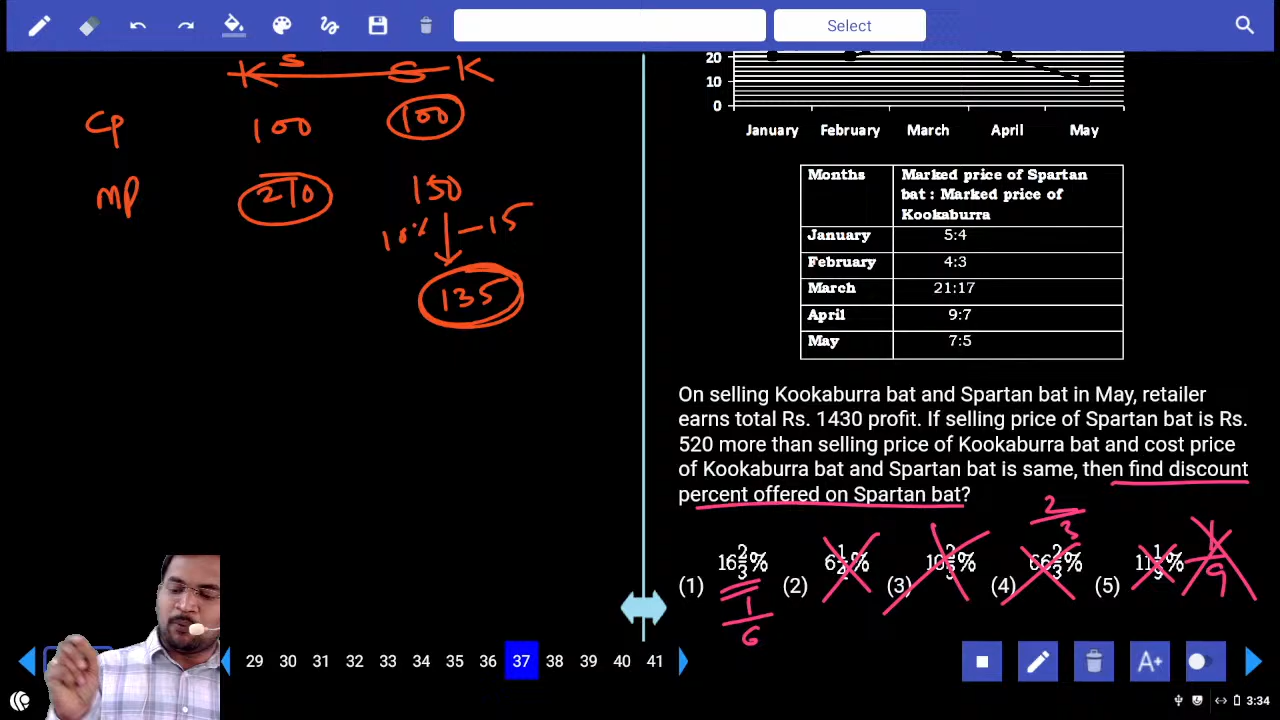 Select
K S S K
CP 100 100
MP 210 150
10% -15
135
20
10
0
January February March April May
Months Marked price of Spartan bat : Marked price of Kookaburra
January 5:4
February 4:3
March 21:17
April 9:7
May 7:5
On selling Kookaburra bat and Spartan bat in May, retailer
earns total Rs. 1430 profit. If selling price of Spartan bat is Rs.
520 more than selling price of Kookaburra bat and cost price
of Kookaburra bat and Spartan bat is same, then find discount
percent offered on Spartan bat?
2/3
(1) 16 2/3% (2) 6 1/2% (3) (4) 66 2/3% (5) 11 1/9% 1/9
1/6
29 30 31 32 33 34 35 36 37 38 39 40 41
A+
3:34